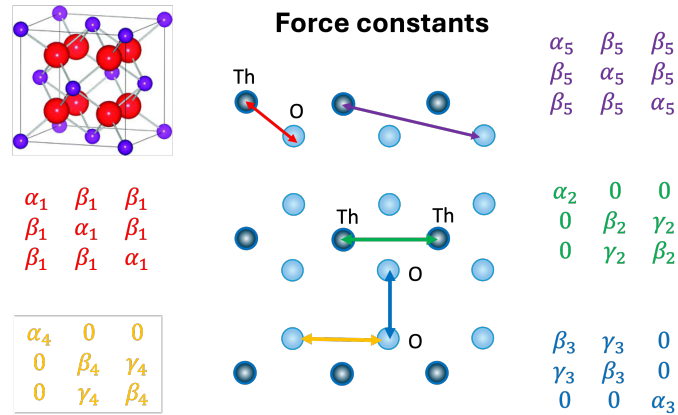 Force constants
α₅ β₅ β₅
β₅ α₅ β₅
β₅ β₅ α₅
Th
O
α₁ β₁ β₁
β₁ α₁ β₁
β₁ β₁ α₁
Th Th
α₂ 0 0
0 β₂ γ₂
0 γ₂ β₂
O
O
α₄ 0 0
0 β₄ γ₄
0 γ₄ β₄
β₃ γ₃ 0
γ₃ β₃ 0
0 0 α₃